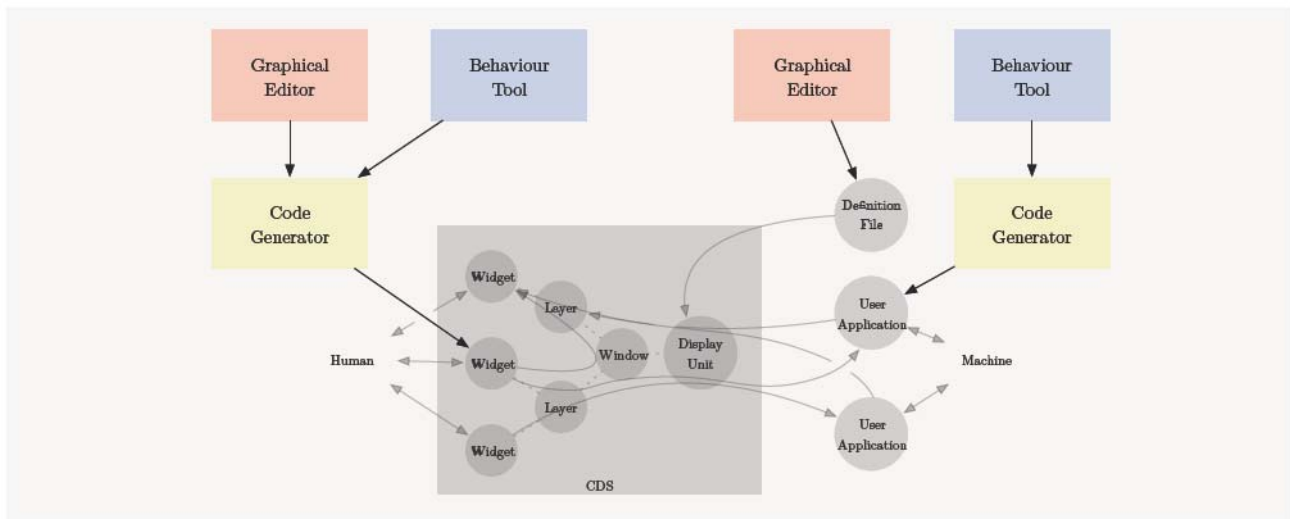 Graphical
Editor
Behaviour
Tool
Graphical
Editor
Behaviour
Tool
Code
Generator
Definition
File
Code
Generator
Widget
Layer
User
Application
Human
Widget
Window
Display
Unit
Machine
Layer
Widget
User
Application
CDS